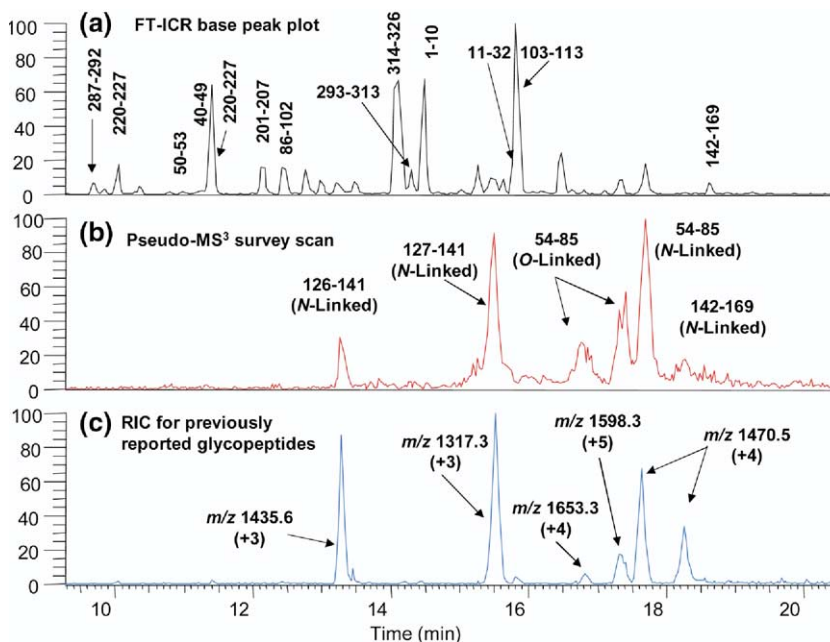 (a) FT-ICR base peak plot
100
80
60
40
20
0
287-292
220-227
50-53
40-49
220-227
201-207
86-102
293-313
314-326
1-10
11-32
103-113
142-169
(b)
Pseudo-MS³ survey scan
100
80
60
40
20
0
126-141
(N-Linked)
127-141
(N-Linked)
54-85
(O-Linked)
54-85
(N-Linked)
142-169
(N-Linked)
(c) RIC for previously
reported glycopeptides
100
80
60
40
20
0
m/z 1435.6
(+3)
m/z 1317.3
(+3)
m/z 1653.3
(+4)
m/z 1598.3
(+5)
m/z 1470.5
(+4)
10 12 14 16 18 20
Time (min)